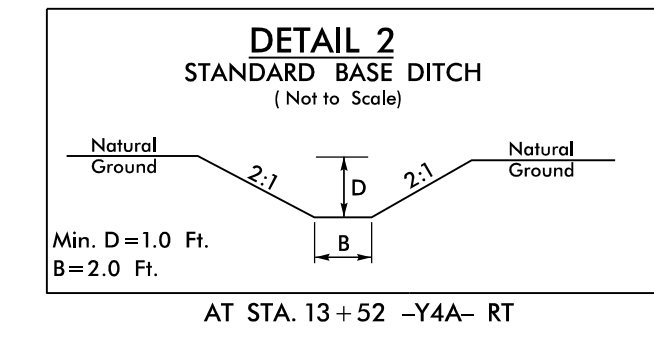 DETAIL 2
STANDARD BASE DITCH
( Not to Scale)
Natural
Ground
2:1
D
2:1
Natural
Ground
B
Min. D=1.0 Ft.
B=2.0 Ft.
AT STA. 13+52 -Y4A- RT